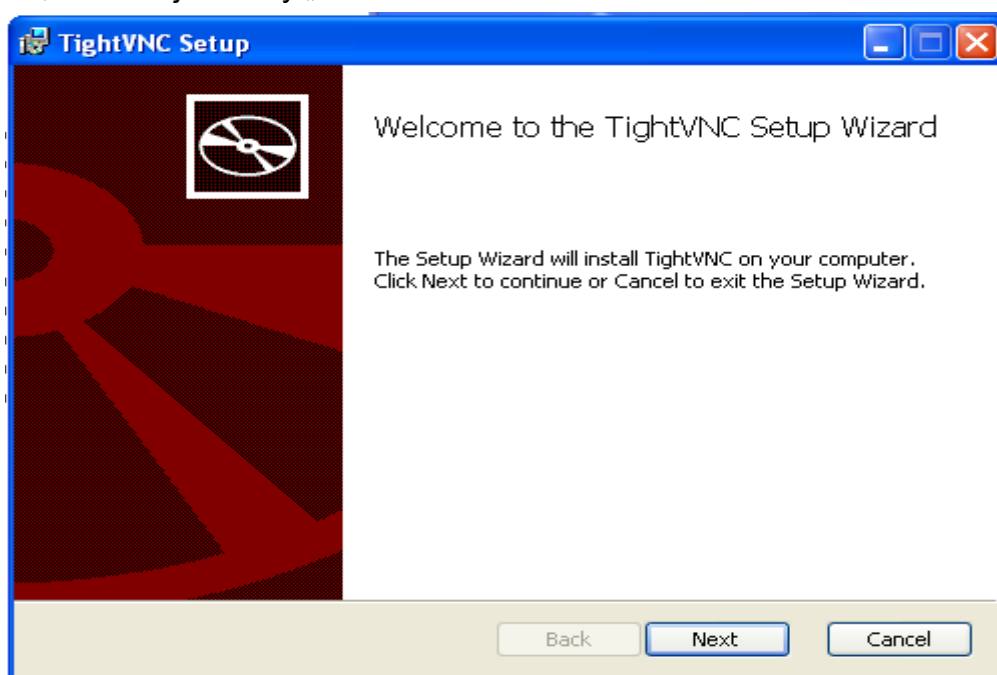 TightVNC Setup
Welcome to the TightVNC Setup Wizard
The Setup Wizard will install TightVNC on your computer.
Click Next to continue or Cancel to exit the Setup Wizard.
Back Next Cancel